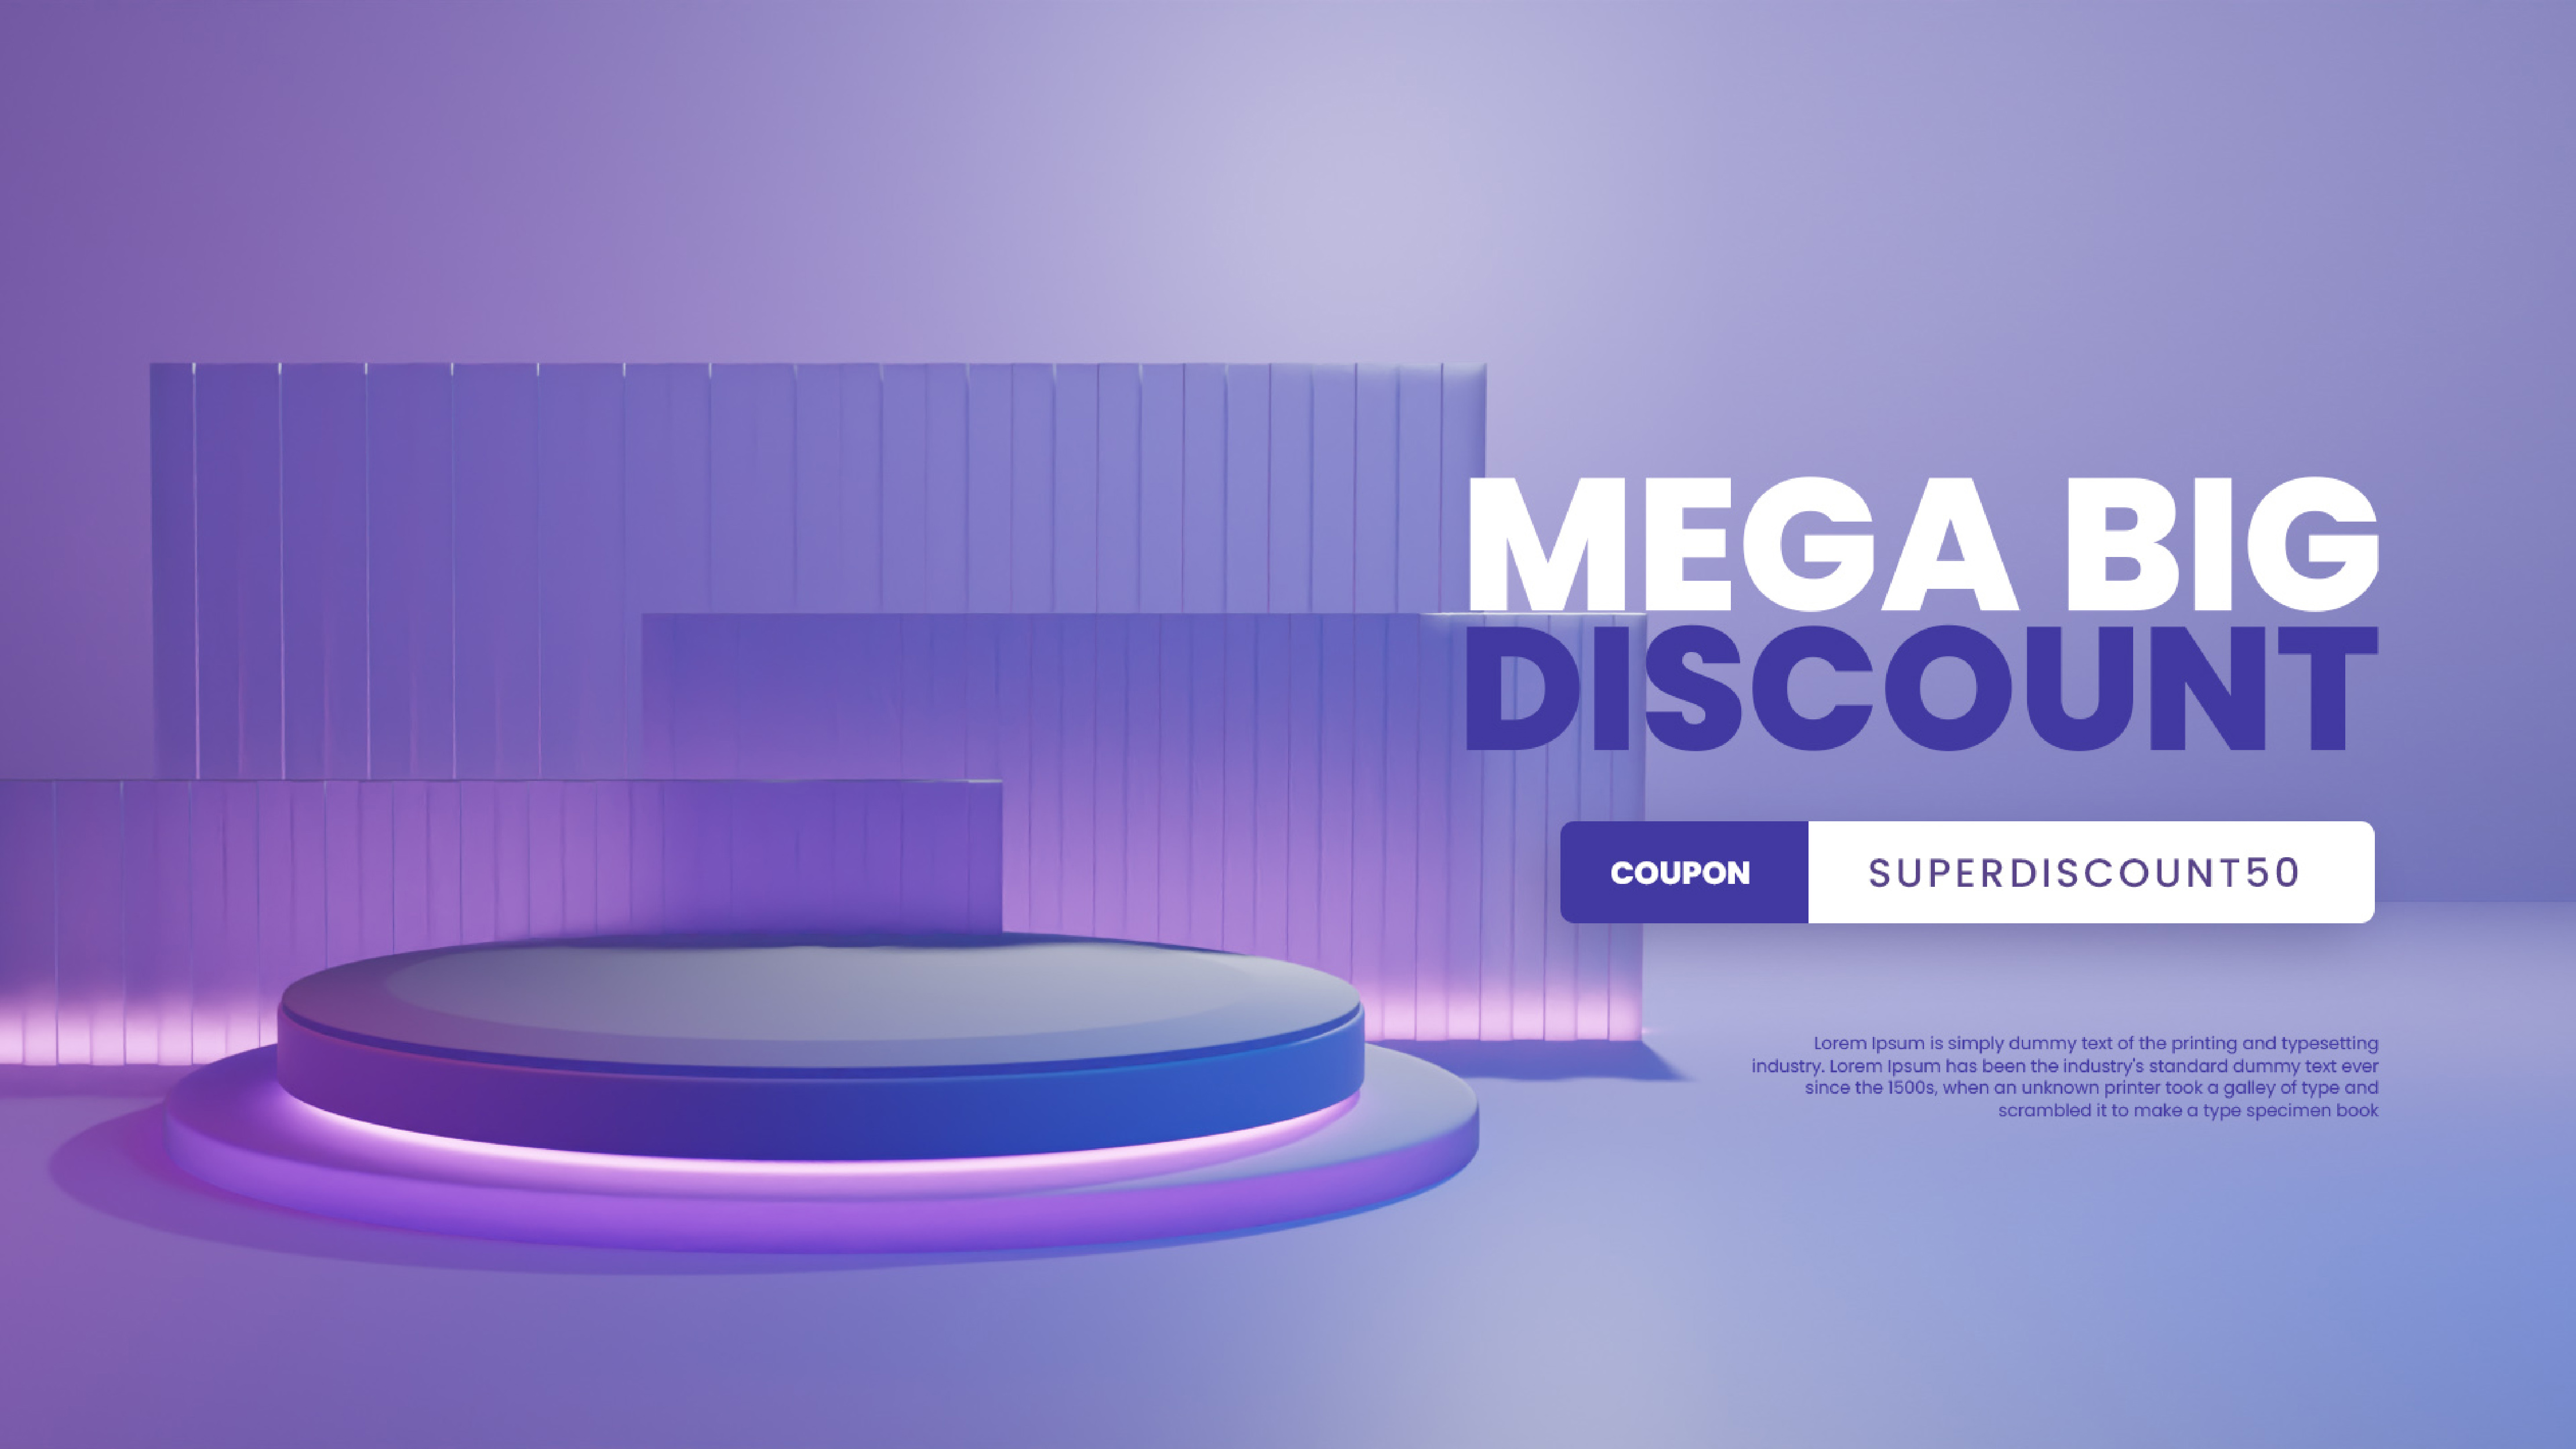 MEGA BIG
DISCOUNT
COUPON SUPERDISCOUNT50
Lorem Ipsum is simply dummy text of the printing and typesetting
industry. Lorem Ipsum has been the industry's standard dummy text ever
since the 1500s, when an unknown printer took a galley of type and
scrambled it to make a type specimen book